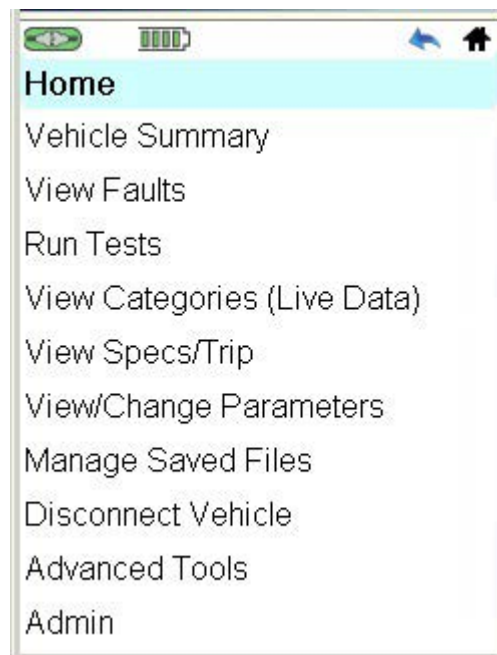 Home
Vehicle Summary
View Faults
Run Tests
View Categories (Live Data)
View Specs/Trip
View/Change Parameters
Manage Saved Files
Disconnect Vehicle
Advanced Tools
Admin